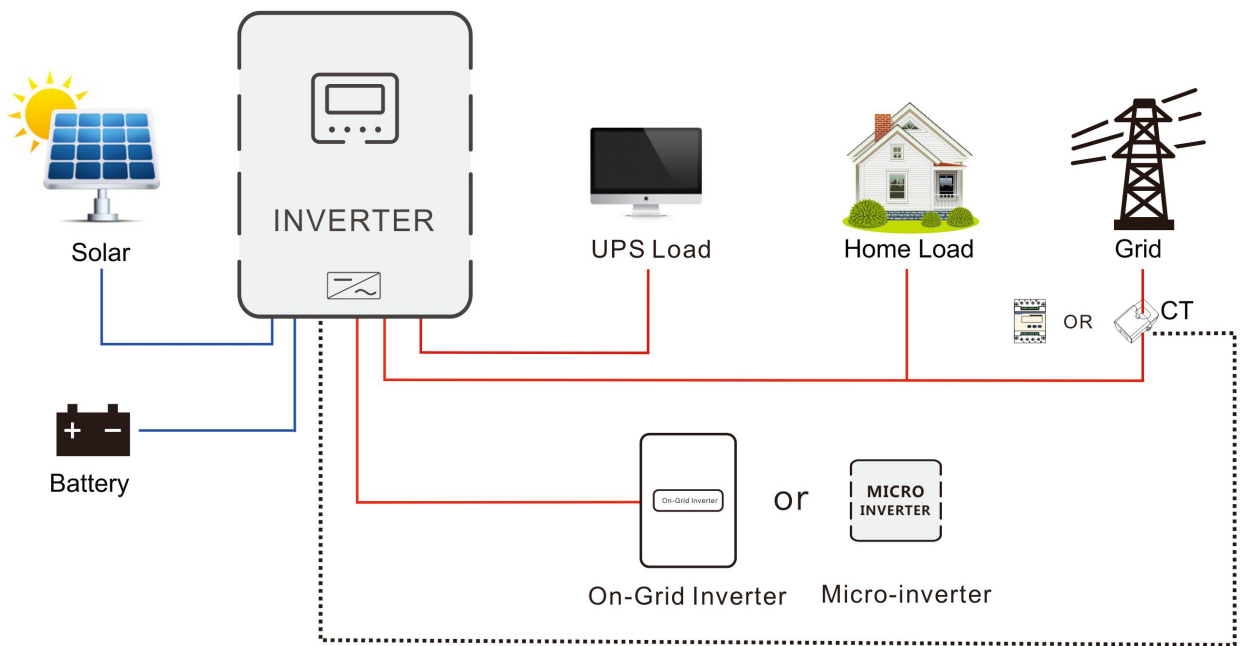 INVERTER
Solar
UPS Load
Home Load
Grid
OR
CT
Battery
On-Grid Inverter
or
MICRO
INVERTER
On-Grid Inverter
Micro-inverter